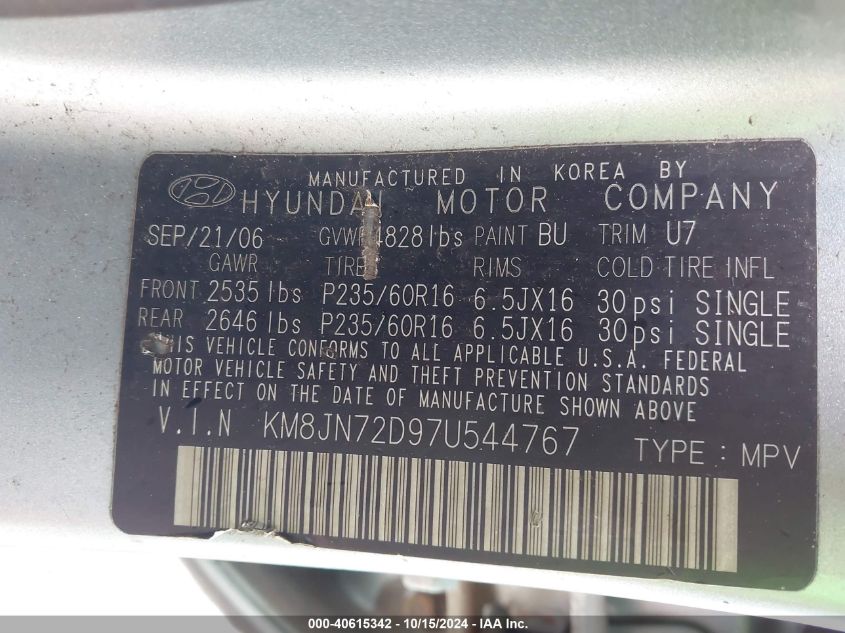 MANUFACTURED IN KOREA BY
HYUNDAI MOTOR COMPANY
SEP/21/06 GVWR 4828 lbs PAINT BU TRIM U7
GAWR TIRE RIMS COLD TIRE INFL
FRONT 2535 lbs P235/60R16 6.5JX16 30psi SINGLE
REAR 2646 lbs P235/60R16 6.5JX16 30psi SINGLE
THIS VEHICLE CONFORMS TO ALL APPLICABLE U.S.A. FEDERAL
MOTOR VEHICLE SAFETY AND THEFT PREVENTION STANDARDS
IN EFFECT ON THE DATE OF MANUFACTURE SHOWN ABOVE
V.I.N KM8JN72D97U544767 TYPE : MPV
000-40615342 - 10/15/2024 - IAA Inc.